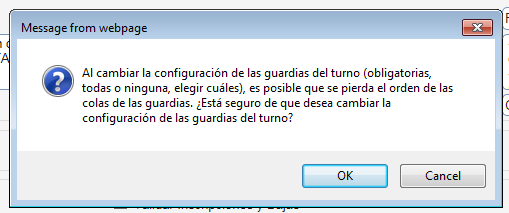 Message from webpage
Al cambiar la configuración de las guardias del turno (obligatorias,
todas o ninguna, elegir cuáles), es posible que se pierda el orden de las
colas de las guardias. ¿Está seguro de que desea cambiar la
configuración de las guardias del turno?
OK Cancel